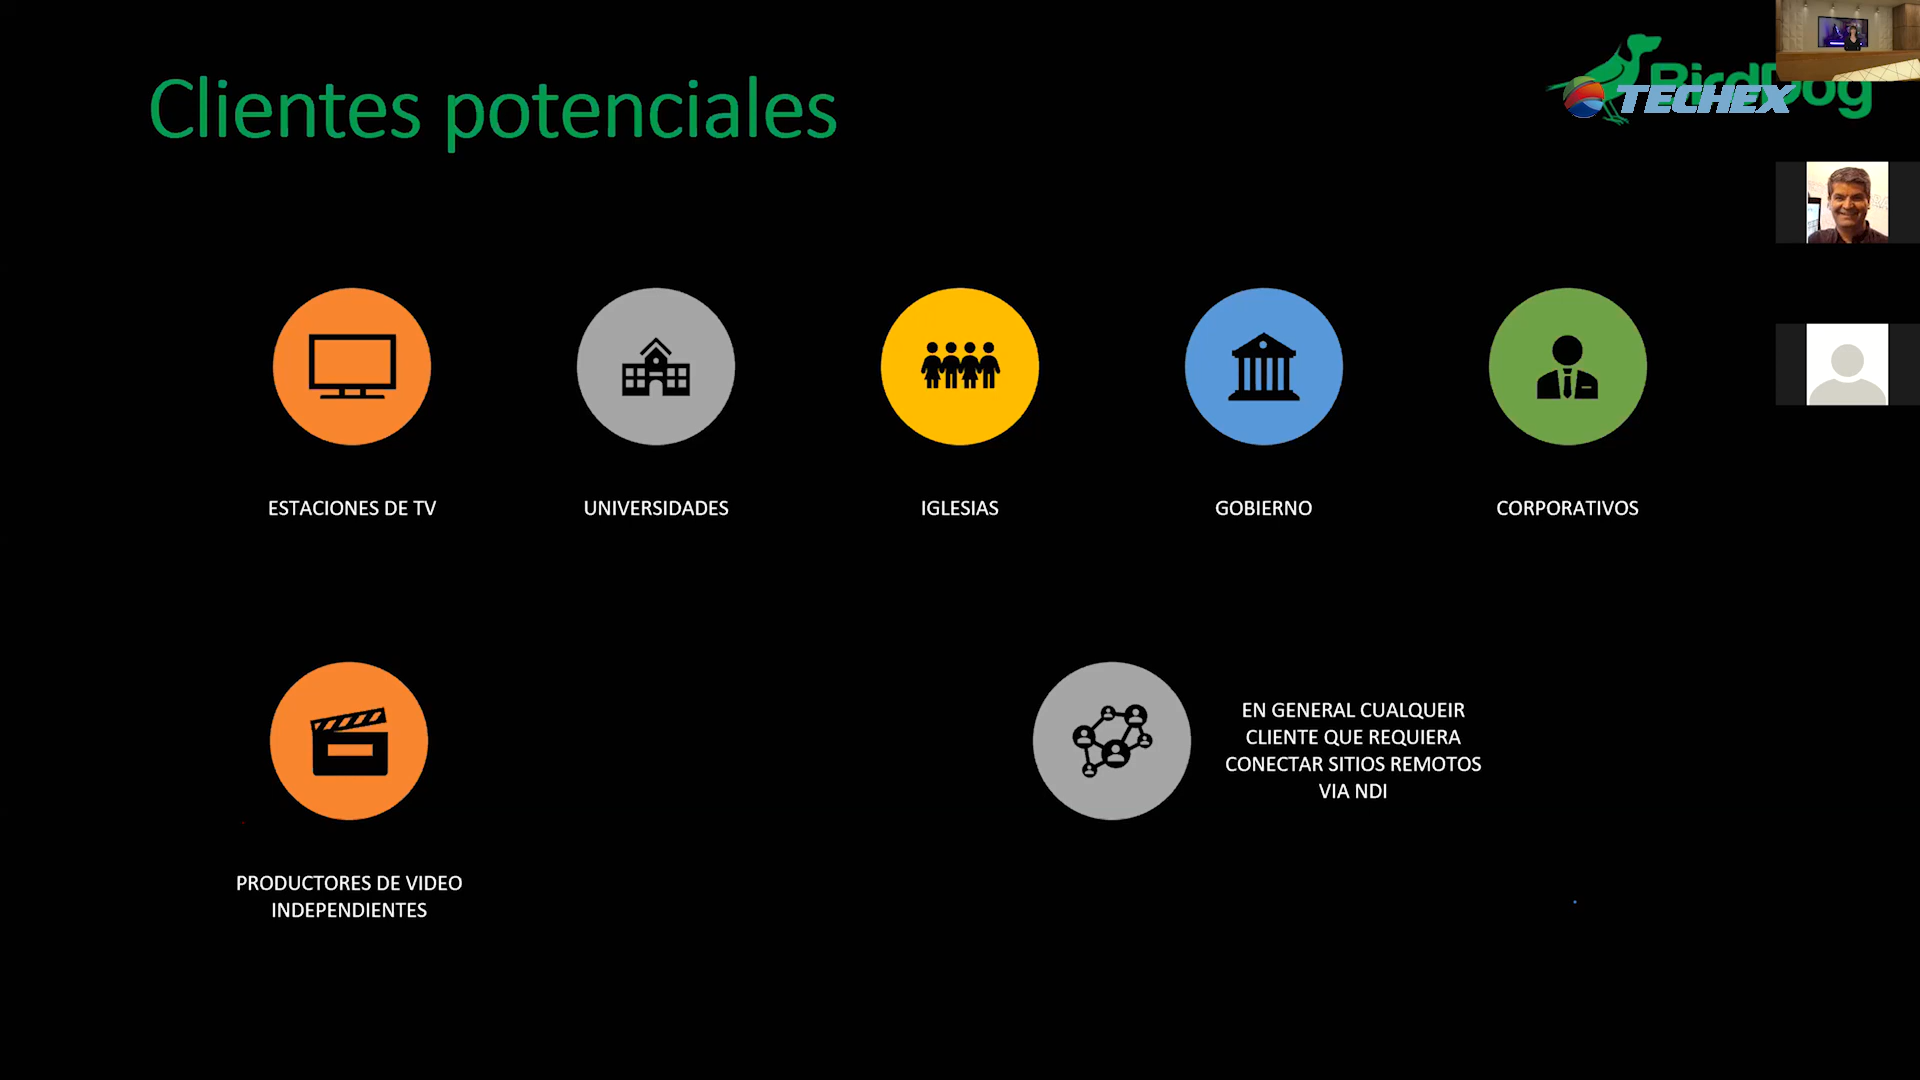 Clientes potenciales
BirdDog
TECHEX
ESTACIONES DE TV
UNIVERSIDADES
IGLESIAS
GOBIERNO
CORPORATIVOS
PRODUCTORES DE VIDEO
INDEPENDIENTES
EN GENERAL CUALQUEIR
CLIENTE QUE REQUIERA
CONECTAR SITIOS REMOTOS
VIA NDI